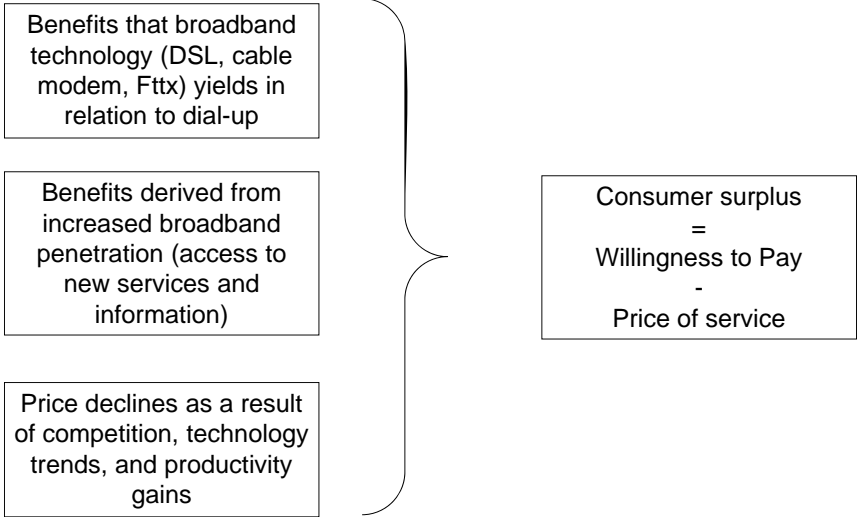 Benefits that broadband
technology (DSL, cable
modem, Fttx) yields in
relation to dial-up
Benefits derived from
increased broadband
penetration (access to
new services and
information)
Price declines as a result
of competition, technology
trends, and productivity
gains
Consumer surplus
=
Willingness to Pay
-
Price of service